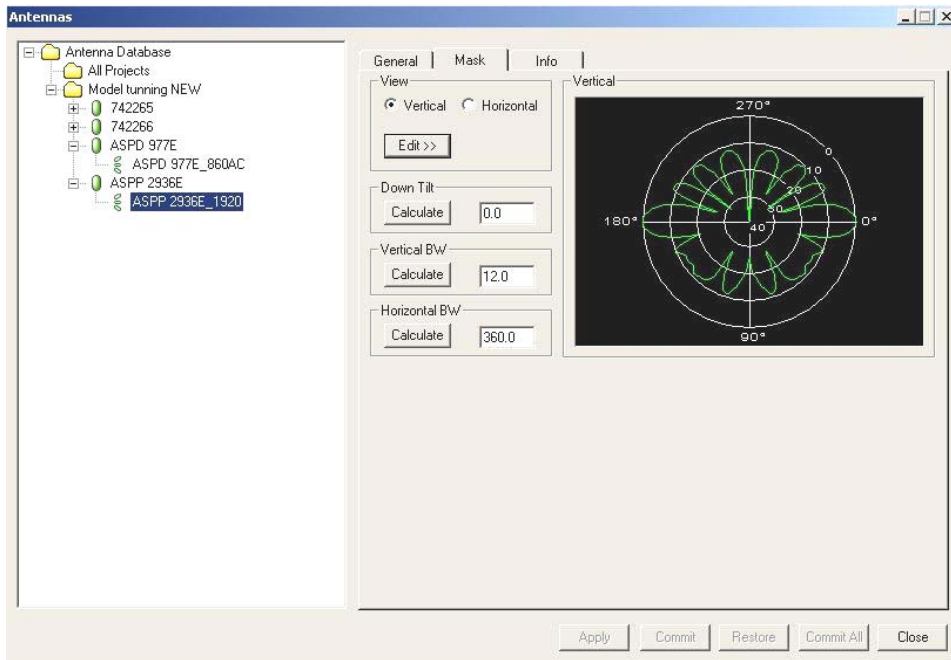 Antennas
Antenna Database
All Projects
Model tunning NEW
742265
742266
ASPD 977E
ASPD 977E_860AC
ASPP 2936E
ASPP 2936E_1920
General
Mask
Info
View
Vertical
Horizontal
Edit >>
Down Tilt
Calculate
0.0
Vertical BW
Calculate
12.0
Horizontal BW
Calculate
360.0
Vertical
270°
0
10
20
30
40
180°
0°
90°
Apply
Commit
Restore
Commit All
Close